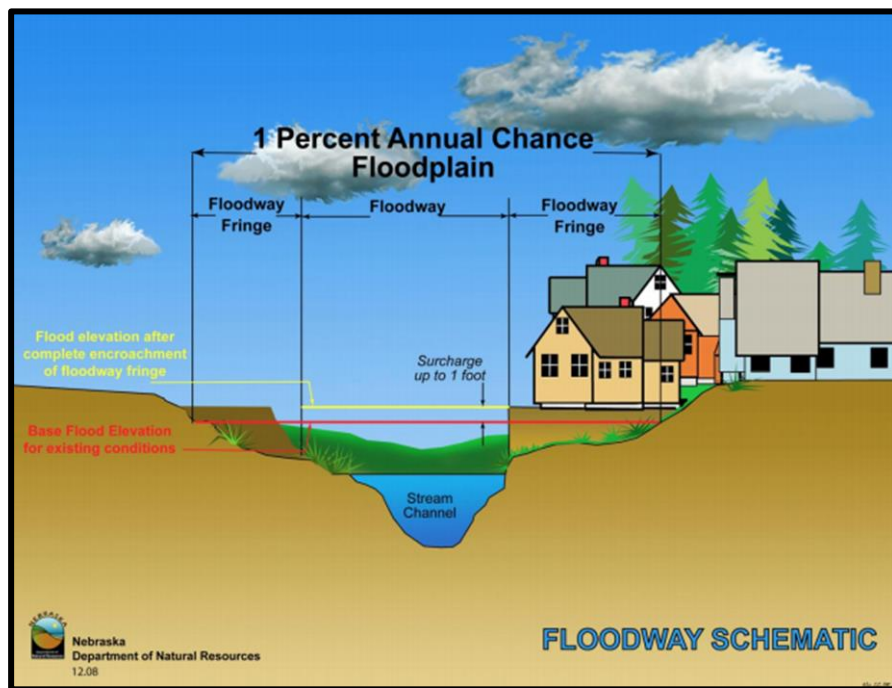 1 Percent Annual Chance
Floodplain
Floodway
Fringe
Floodway
Floodway
Fringe
Flood elevation after
complete encroachment
of floodway fringe
Surcharge
up to 1 foot
Base Flood Elevation
for existing conditions
Stream
Channel
NEBRASKA
Nebraska
Department of Natural Resources
12.08
FLOODWAY SCHEMATIC